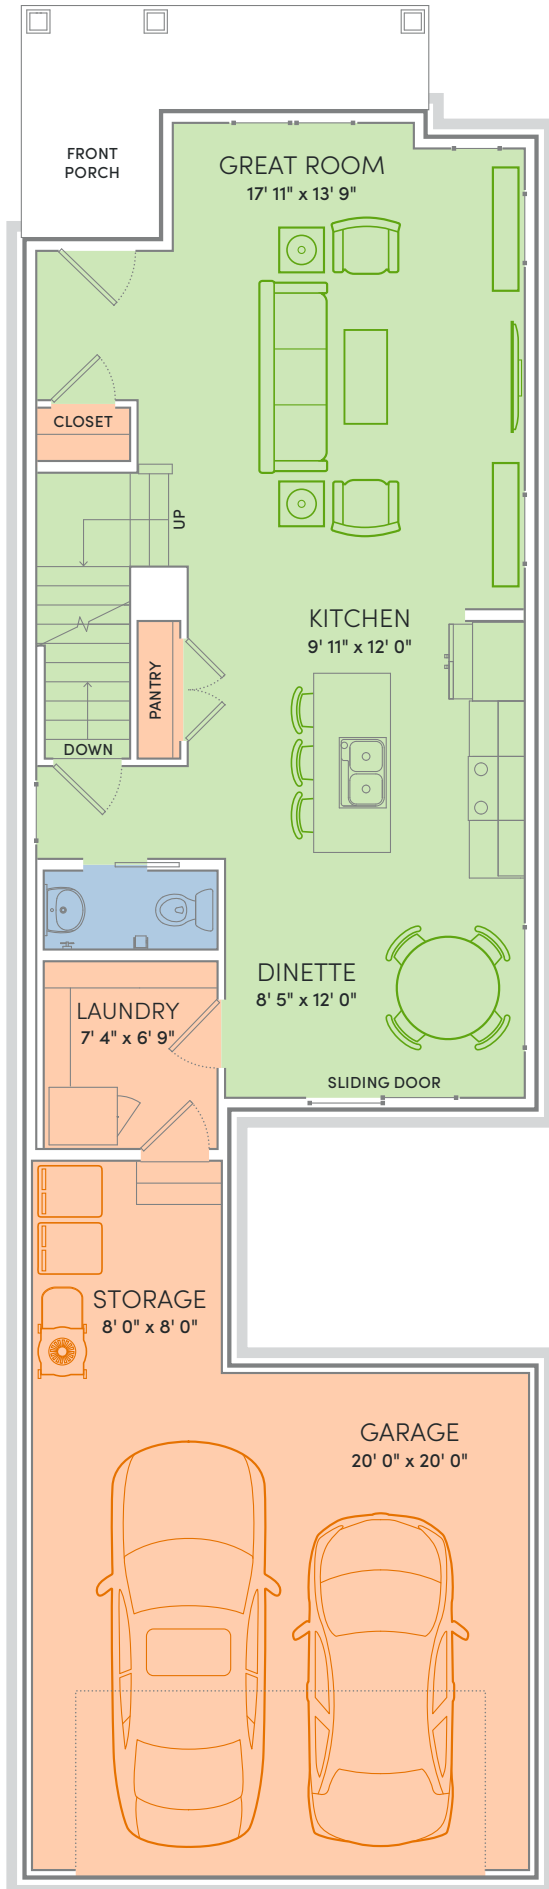 FRONT
PORCH
GREAT ROOM
17' 11" x 13' 9"
CLOSET
UP
KITCHEN
9' 11" x 12' 0"
PANTRY
DOWN
DINETTE
8' 5" x 12' 0"
LAUNDRY
7' 4" x 6' 9"
SLIDING DOOR
STORAGE
8' 0" x 8' 0"
GARAGE
20' 0" x 20' 0"